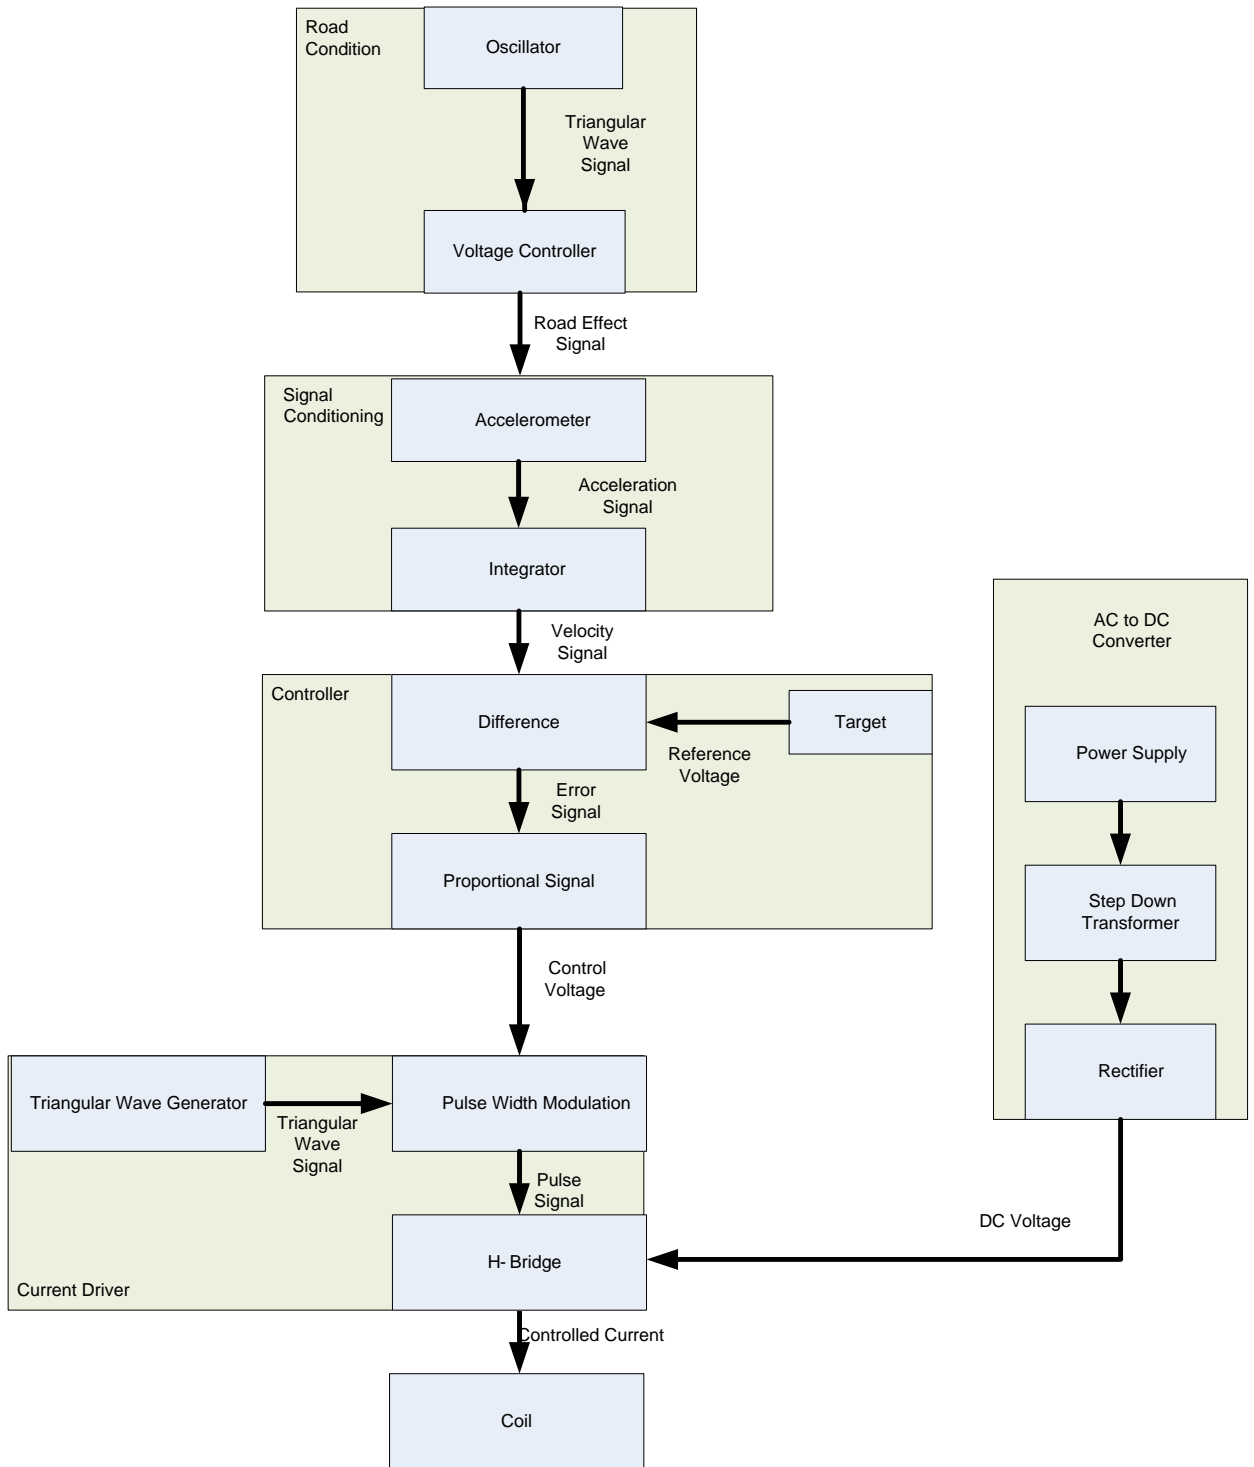 Road
Condition
Oscillator
Triangular
Wave
Signal
Voltage Controller
Road Effect
Signal
Signal
Conditioning
Accelerometer
Acceleration
Signal
Integrator
Velocity
Signal
Controller
Difference
Target
Reference
Voltage
Error
Signal
Proportional Signal
Control
Voltage
AC to DC
Converter
Power Supply
Step Down
Transformer
Rectifier
DC Voltage
Triangular Wave Generator
Triangular
Wave
Signal
Pulse Width Modulation
Pulse
Signal
H- Bridge
Current Driver
Controlled Current
Coil